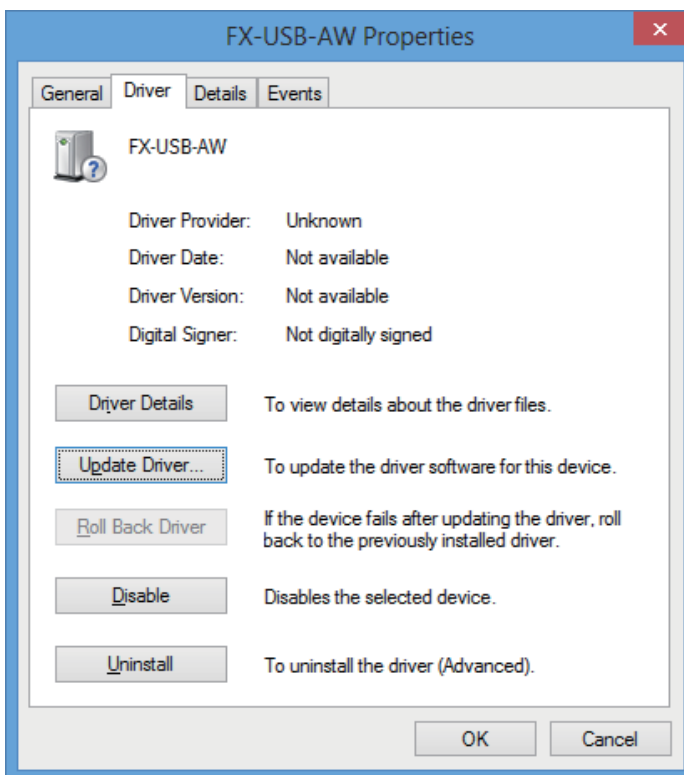 FX-USB-AW Properties
General Driver Details Events
FX-USB-AW
Driver Provider: Unknown
Driver Date: Not available
Driver Version: Not available
Digital Signer: Not digitally signed
Driver Details To view details about the driver files.
Update Driver... To update the driver software for this device.
Roll Back Driver If the device fails after updating the driver, roll
back to the previously installed driver.
Disable Disables the selected device.
Uninstall To uninstall the driver (Advanced).
OK Cancel